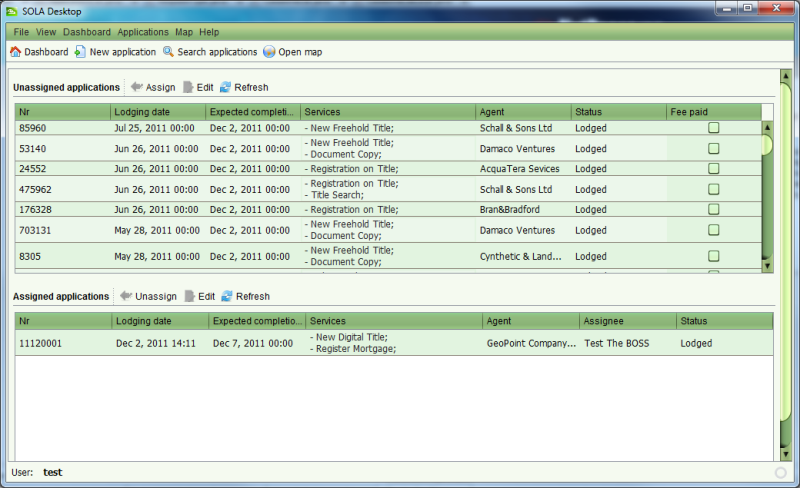 SOLA Desktop
File View Dashboard Applications Map Help
Dashboard New application Search applications Open map
Unassigned applications Assign Edit Refresh
Nr Lodging date Expected completi... Services Agent Status Fee paid
85960 Jul 25, 2011 00:00 Dec 2, 2011 00:00 - New Freehold Title; Schall & Sons Ltd Lodged
53140 Jun 26, 2011 00:00 Dec 2, 2011 00:00 - New Freehold Title; Damaco Ventures Lodged
- Document Copy;
24552 Jun 26, 2011 00:00 Dec 2, 2011 00:00 - Registration on Title; AcquaTera Sevices Lodged
475962 Jun 26, 2011 00:00 Dec 2, 2011 00:00 - Registration on Title; Schall & Sons Ltd Lodged
- Title Search;
176328 Jun 26, 2011 00:00 Dec 2, 2011 00:00 - Registration on Title; Bran&Bradford Lodged
703131 May 28, 2011 00:00 Dec 2, 2011 00:00 - New Freehold Title; Damaco Ventures Lodged
- Document Copy;
8305 May 28, 2011 00:00 Dec 2, 2011 00:00 - New Freehold Title; Cynthetic & Land... Lodged
- Document Copy;
Assigned applications Unassign Edit Refresh
Nr Lodging date Expected completio... Services Agent Assignee Status
11120001 Dec 2, 2011 14:11 Dec 7, 2011 00:00 - New Digital Title; GeoPoint Company... Test The BOSS Lodged
- Register Mortgage;
User: test